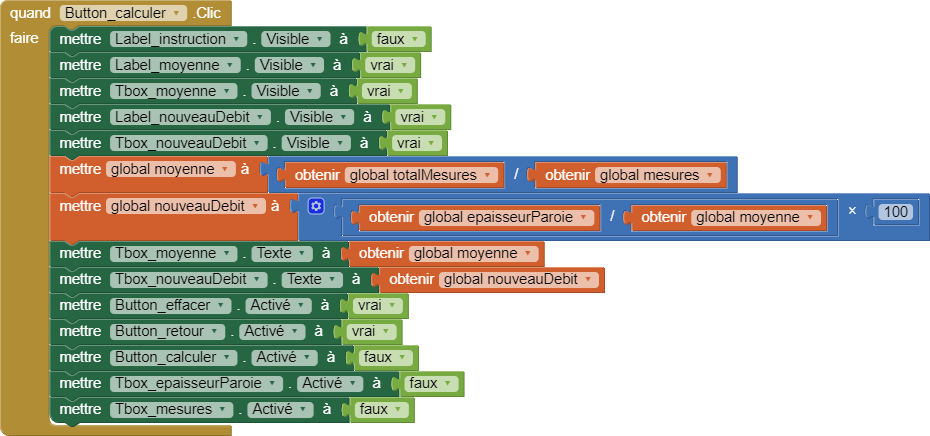 quand Button_calculer .Clic
faire mettre Label_instruction . Visible à faux
mettre Label_moyenne . Visible à vrai
mettre Tbox_moyenne . Visible à vrai
mettre Label_nouveauDebit . Visible à vrai
mettre Tbox_nouveauDebit . Visible à vrai
mettre global moyenne à obtenir global totalMesures / obtenir global mesures
mettre global nouveauDebit à obtenir global epaisseurParoie / obtenir global moyenne × 100
mettre Tbox_moyenne . Texte à obtenir global moyenne
mettre Tbox_nouveauDebit . Texte à obtenir global nouveauDebit
mettre Button_effacer . Activé à vrai
mettre Button_retour . Activé à vrai
mettre Button_calculer . Activé à faux
mettre Tbox_epaisseurParoie . Activé à faux
mettre Tbox_mesures . Activé à faux